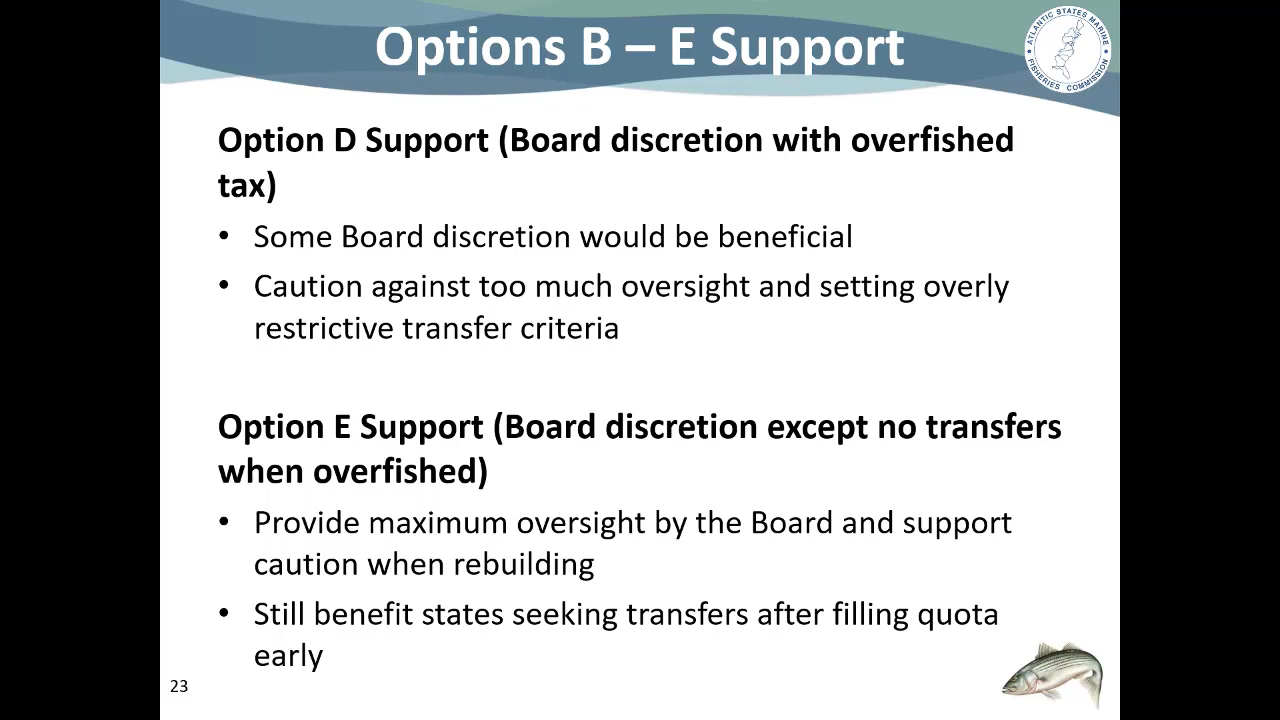 Options B – E Support
ATLANTIC STATES MARINE
FISHERIES COMMISSION
Option D Support (Board discretion with overfished
tax)
• Some Board discretion would be beneficial
• Caution against too much oversight and setting overly
restrictive transfer criteria
Option E Support (Board discretion except no transfers
when overfished)
• Provide maximum oversight by the Board and support
caution when rebuilding
• Still benefit states seeking transfers after filling quota
early
23